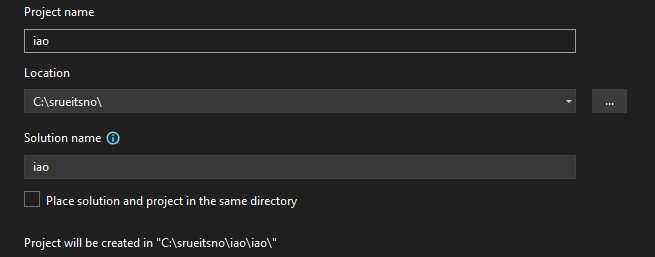 Project name
iao
Location
C:\srueitsno\
...
Solution name
iao
Place solution and project in the same directory
Project will be created in "C:\srueitsno\iao\iao\"